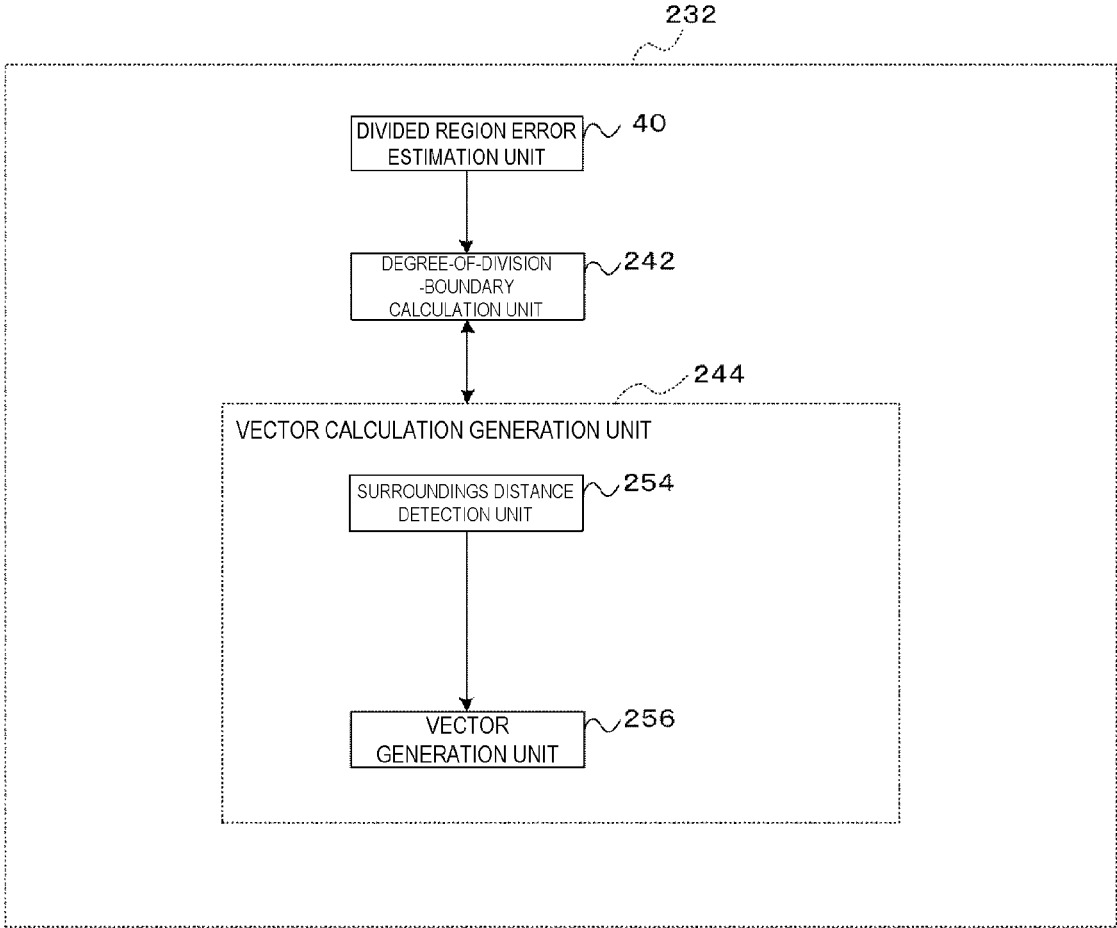 232
DIVIDED REGION ERROR
ESTIMATION UNIT
40
DEGREE-OF-DIVISION
-BOUNDARY
CALCULATION UNIT
242
244
VECTOR CALCULATION GENERATION UNIT
SURROUNDINGS DISTANCE
DETECTION UNIT
254
VECTOR
GENERATION UNIT
256